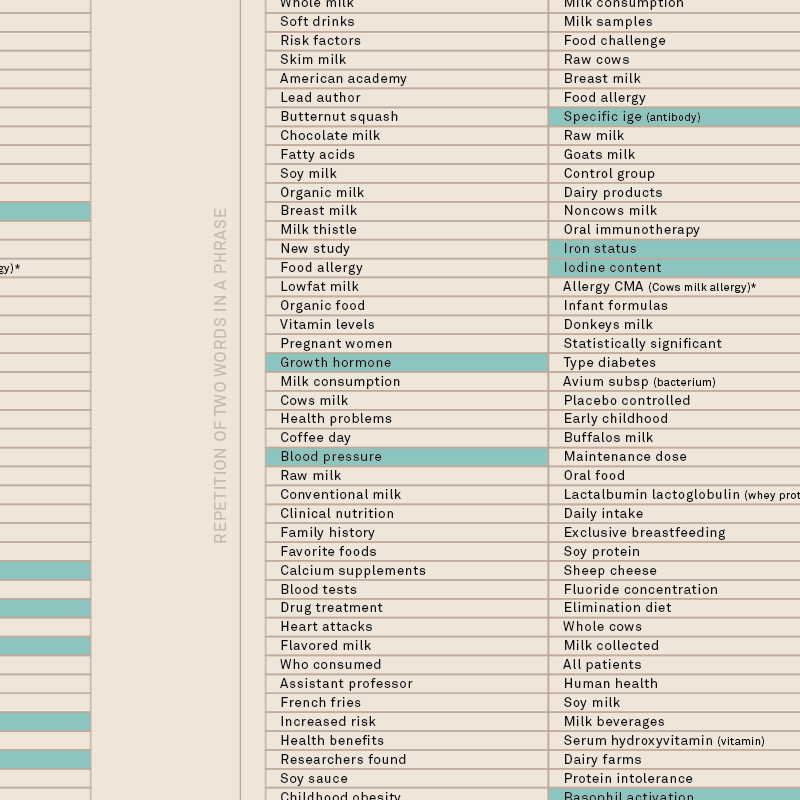 gy)*
REPETITION OF TWO WORDS IN A PHRASE
Whole milk
Soft drinks
Risk factors
Skim milk
American academy
Lead author
Butternut squash
Chocolate milk
Fatty acids
Soy milk
Organic milk
Breast milk
Milk thistle
New study
Food allergy
Lowfat milk
Organic food
Vitamin levels
Pregnant women
Growth hormone
Milk consumption
Cows milk
Health problems
Coffee day
Blood pressure
Raw milk
Conventional milk
Clinical nutrition
Family history
Favorite foods
Calcium supplements
Blood tests
Drug treatment
Heart attacks
Flavored milk
Who consumed
Assistant professor
French fries
Increased risk
Health benefits
Researchers found
Soy sauce
Childhood obesity
Milk consumption
Milk samples
Food challenge
Raw cows
Breast milk
Food allergy
Specific ige (antibody)
Raw milk
Goats milk
Control group
Dairy products
Noncows milk
Oral immunotherapy
Iron status
Iodine content
Allergy CMA (Cows milk allergy)*
Infant formulas
Donkeys milk
Statistically significant
Type diabetes
Avium subsp (bacterium)
Placebo controlled
Early childhood
Buffalos milk
Maintenance dose
Oral food
Lactalbumin lactoglobulin (whey prot
Daily intake
Exclusive breastfeeding
Soy protein
Sheep cheese
Fluoride concentration
Elimination diet
Whole cows
Milk collected
All patients
Human health
Soy milk
Milk beverages
Serum hydroxyvitamin (vitamin)
Dairy farms
Protein intolerance
Basophil activation